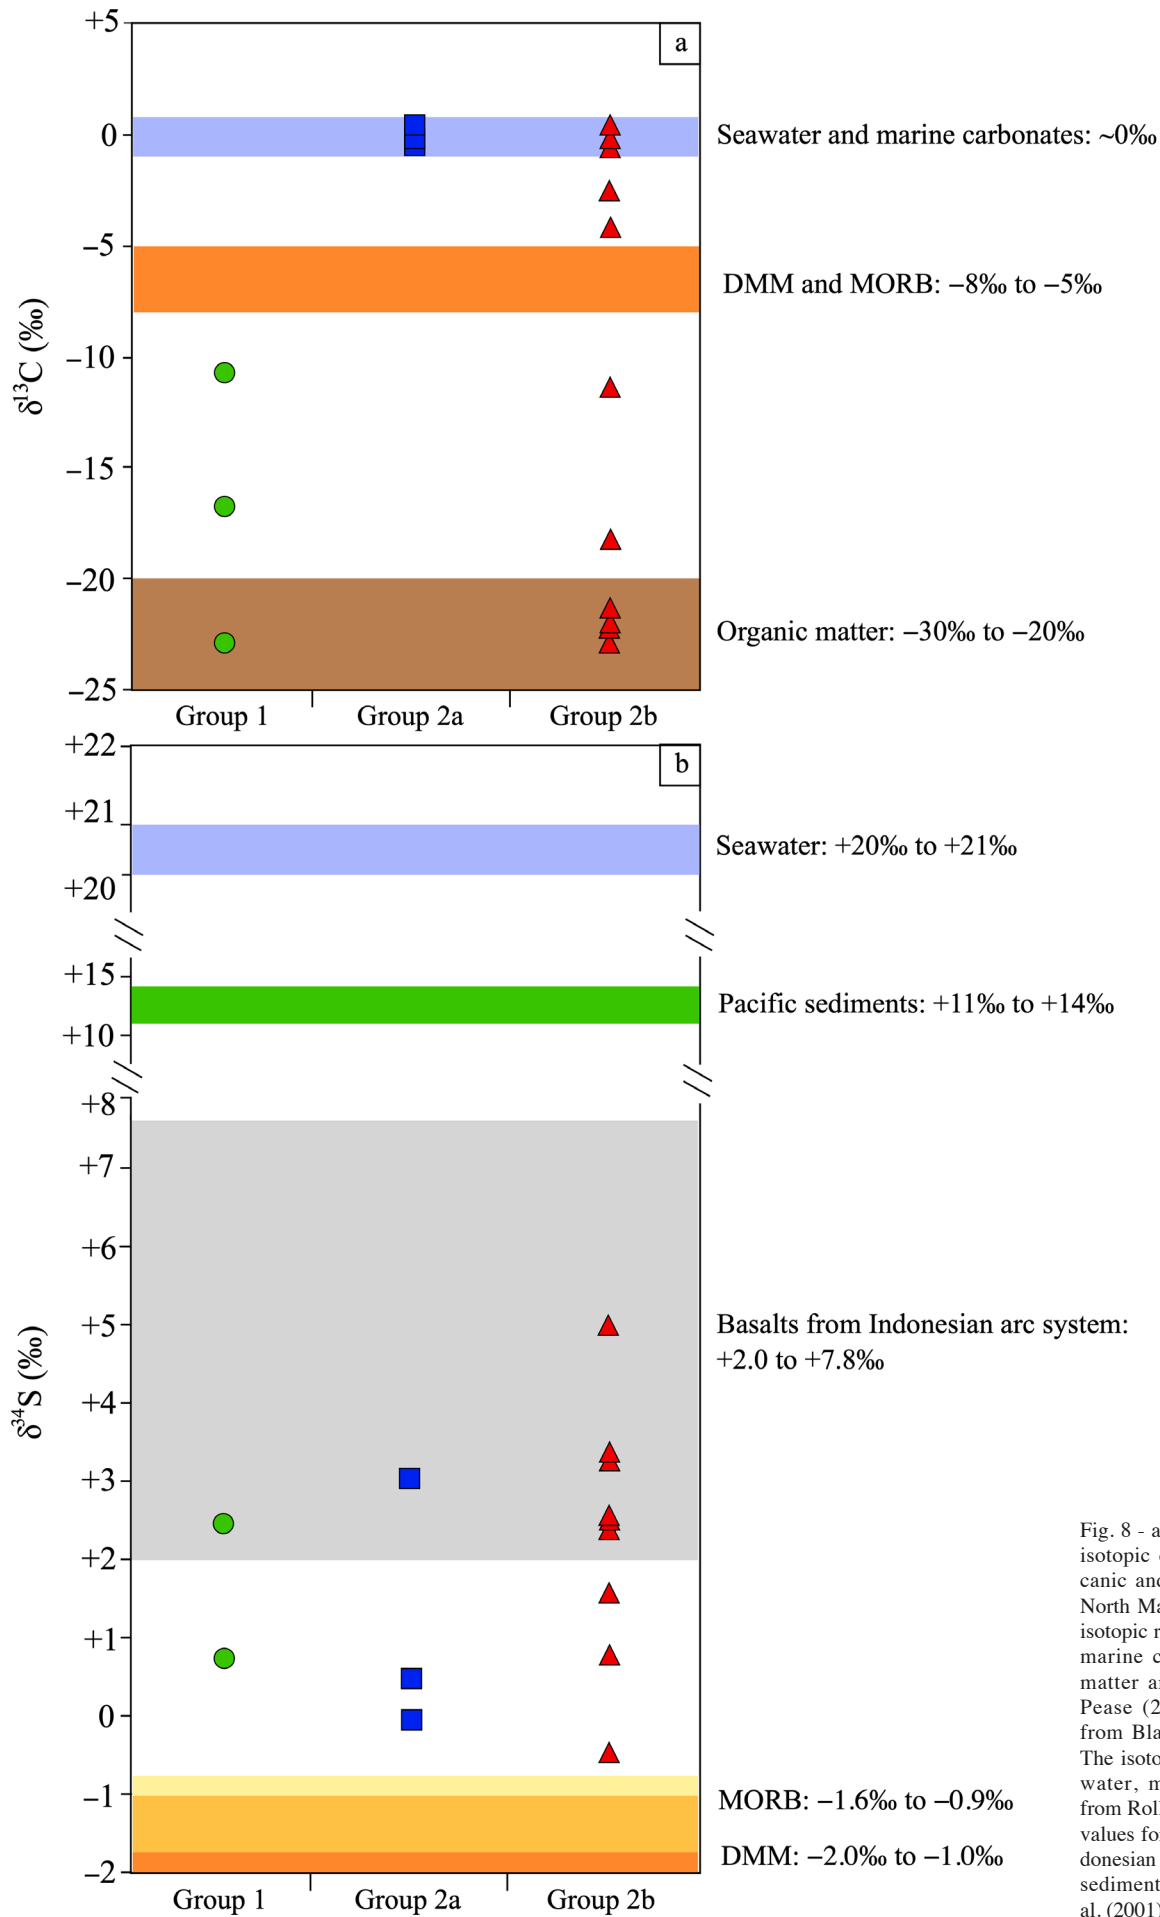 +5
a
0
Seawater and marine carbonates: ~0‰
−5
DMM and MORB: −8‰ to −5‰
δ13C (‰)
−10
−15
−20
Organic matter: −30‰ to −20‰
−25
Group 1 Group 2a Group 2b
+22
b
+21
Seawater: +20‰ to +21‰
+20
+15
Pacific sediments: +11‰ to +14‰
+10
+8
+7
+6
+5
Basalts from Indonesian arc system:
+2.0 to +7.8‰
δ34S (‰)
+4
+3
+2
+1
0
−1
MORB: −1.6‰ to −0.9‰
DMM: −2.0‰ to −1.0‰
−2
Group 1 Group 2a Group 2b
Fig. 8 - a
isotopic
canic and
North Ma
isotopic r
marine c
matter a
Pease (2
from Bla
The isoto
water, m
from Roll
values fo
donesian
sediment
al. (2001)